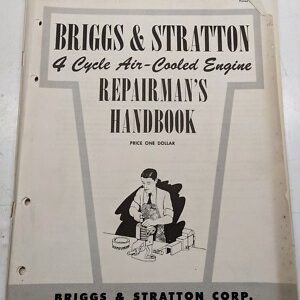 BRIGGS & STRATTON
4 Cycle Air-Cooled Engine
REPAIRMAN'S
HANDBOOK
PRICE ONE DOLLAR
BRIGGS & STRATTON CORP.